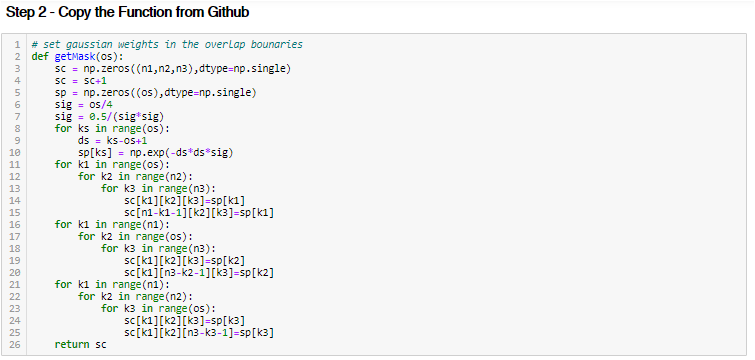 Step 2 - Copy the Function from Github
1 # set gaussian weights in the overlap bounaries
2 def getMask(os):
3     sc = np.zeros((n1,n2,n3),dtype=np.single)
4     sc = sc+1
5     sp = np.zeros((os),dtype=np.single)
6     sig = os/4
7     sig = 0.5/(sig*sig)
8     for ks in range(os):
9         ds = ks-os+1
10         sp[ks] = np.exp(-ds*ds*sig)
11     for k1 in range(os):
12         for k2 in range(n2):
13             for k3 in range(n3):
14                 sc[k1][k2][k3]=sp[k1]
15                 sc[n1-k1-1][k2][k3]=sp[k1]
16     for k1 in range(n1):
17         for k2 in range(os):
18             for k3 in range(n3):
19                 sc[k1][k2][k3]=sp[k2]
20                 sc[k1][n3-k2-1][k3]=sp[k2]
21     for k1 in range(n1):
22         for k2 in range(n2):
23             for k3 in range(os):
24                 sc[k1][k2][k3]=sp[k3]
25                 sc[k1][k2][n3-k3-1]=sp[k3]
26     return sc